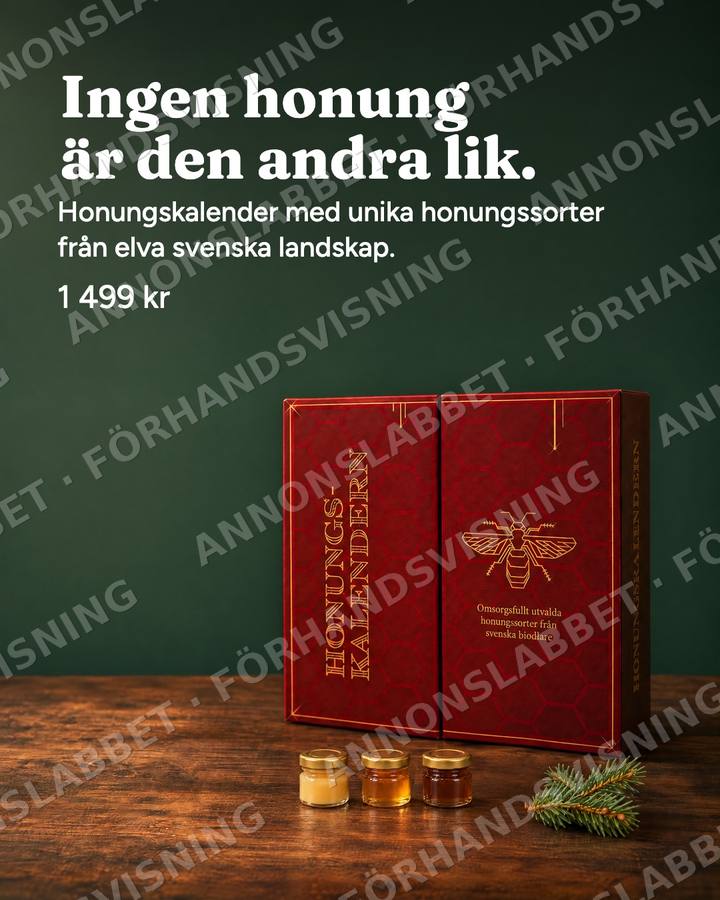 Ingen honung
är den andra lik.
Honungskalender med unika honungssorter
från elva svenska landskap.
1 499 kr
HONUNGS-
KALENDERN
Omsorgsfullt utvalda
honungssorter från
svenska biodlare
HONUNGSKALENDERN
ANNONSLABBET · FÖRHANDSVISNING